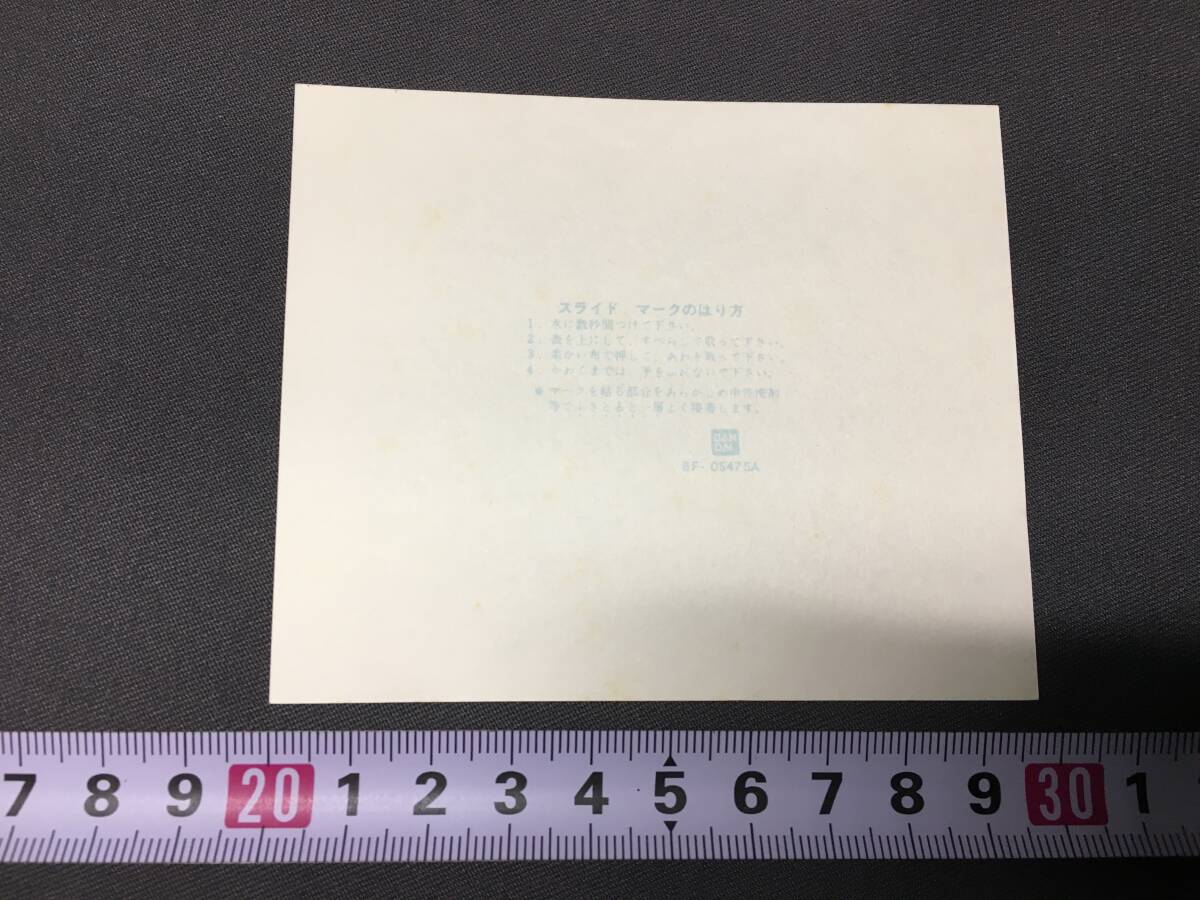 スライド マークのはり方
1. 水に数秒間つけて下さい。
2. 表を上にして、すべらして取って下さい。
3. 柔かい布で押して、あわを取って下さい。
4. かわくまでは、手をふれないで下さい。
* マークを貼る部分をあらかじめ中性洗剤
等でふきとると一層よく接着します。
BAN
DAI
BF-05475A
7 8 9 20 1 2 3 4 5 6 7 8 9 30 1